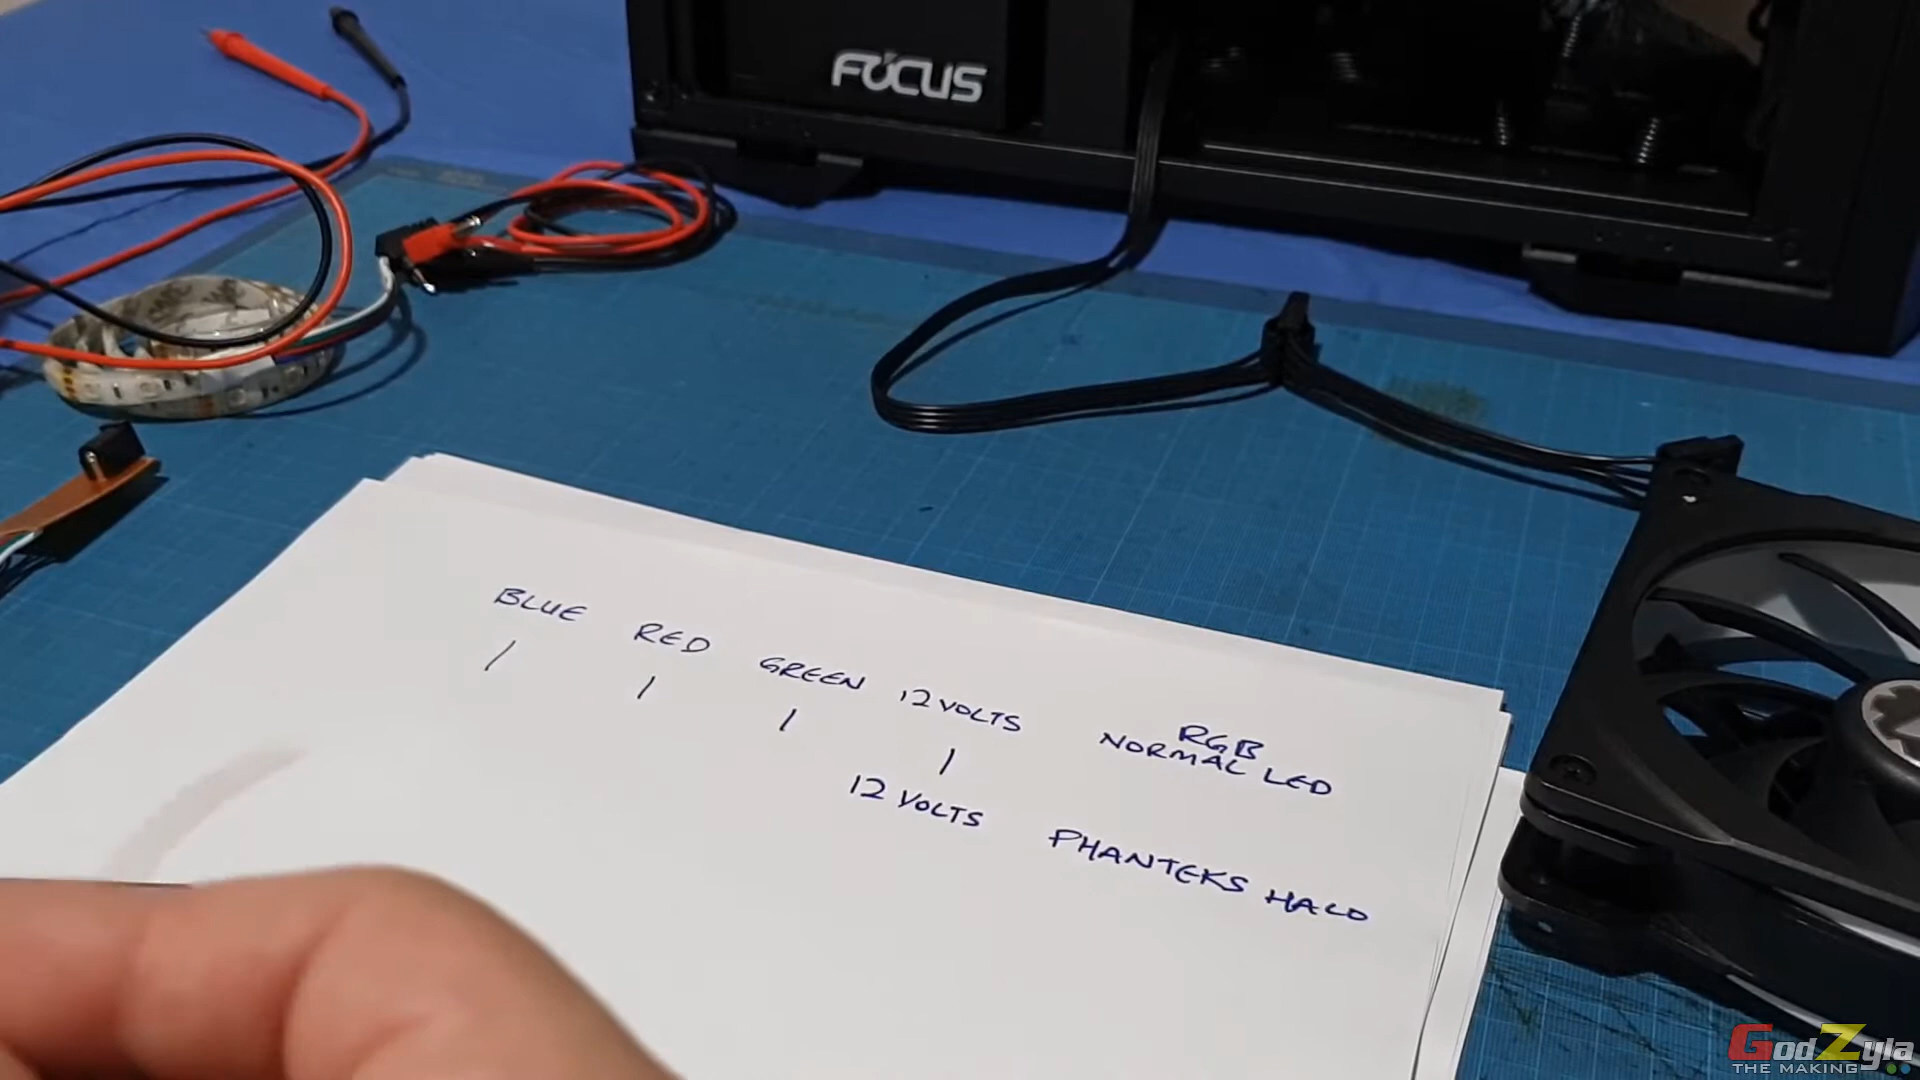 FOCUS
BLUE RED GREEN 12 VOLTS RGB
NORMAL LED
12 VOLTS PHANTEKS HALO
GodZyla
THE MAKING